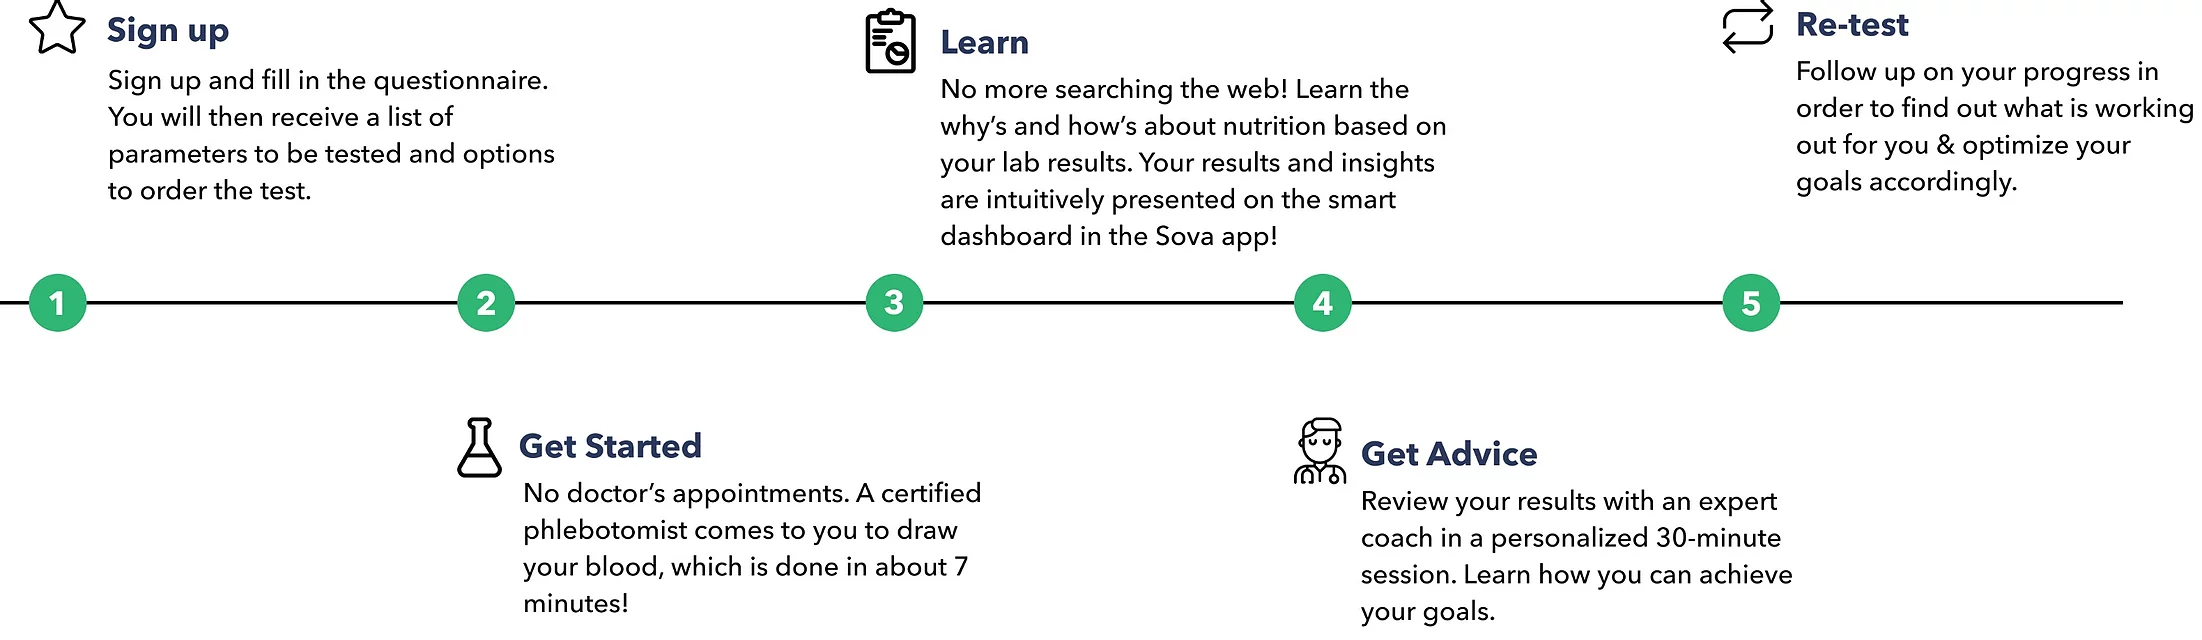 Sign up
Sign up and fill in the questionnaire.
You will then receive a list of
parameters to be tested and options
to order the test.
Learn
No more searching the web! Learn the
why’s and how’s about nutrition based on
your lab results. Your results and insights
are intuitively presented on the smart
dashboard in the Sova app!
Re-test
Follow up on your progress in
order to find out what is working
out for you & optimize your
goals accordingly.
1
2
3
4
5
Get Started
No doctor’s appointments. A certified
phlebotomist comes to you to draw
your blood, which is done in about 7
minutes!
Get Advice
Review your results with an expert
coach in a personalized 30-minute
session. Learn how you can achieve
your goals.